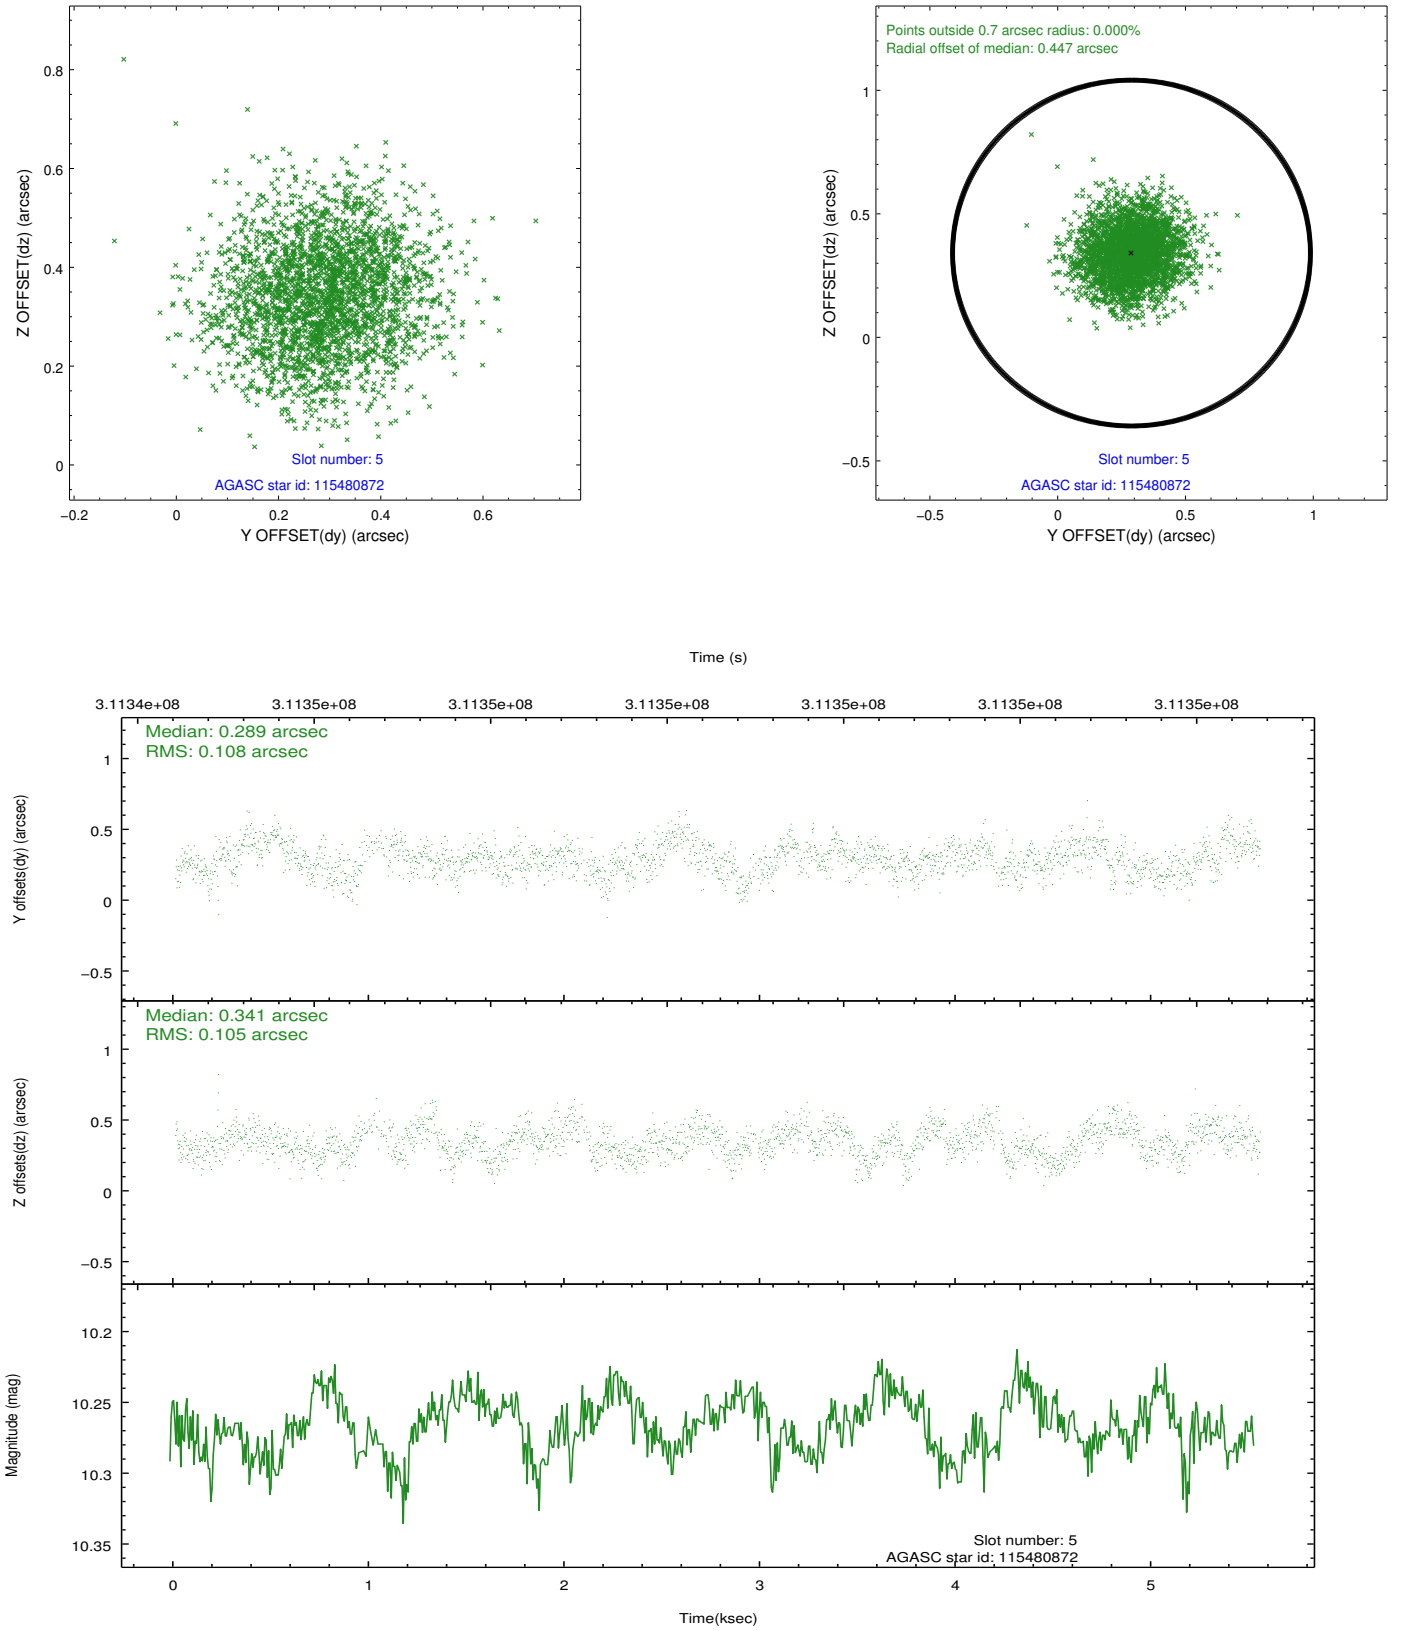 Z OFFSET(dz) (arcsec)
0.8
0.6
0.4
0.2
0
Slot number: 5
AGASC star id: 115480872
−0.2 0 0.2 0.4 0.6
Y OFFSET(dy) (arcsec)
Points outside 0.7 arcsec radius: 0.000%
Radial offset of median: 0.447 arcsec
Z OFFSET(dz) (arcsec)
1
0.5
0
−0.5
Slot number: 5
AGASC star id: 115480872
−0.5 0 0.5 1
Y OFFSET(dy) (arcsec)
Time (s)
3.1134e+08 3.1135e+08 3.1135e+08 3.1135e+08 3.1135e+08 3.1135e+08 3.1135e+08
Median: 0.289 arcsec
RMS: 0.108 arcsec
Y offsets(dy) (arcsec)
1
0.5
0
−0.5
Median: 0.341 arcsec
RMS: 0.105 arcsec
Z offsets(dz) (arcsec)
1
0.5
0
−0.5
Magnitude (mag)
10.2
10.25
10.3
10.35
Slot number: 5
AGASC star id: 115480872
0 1 2 3 4 5
Time(ksec)